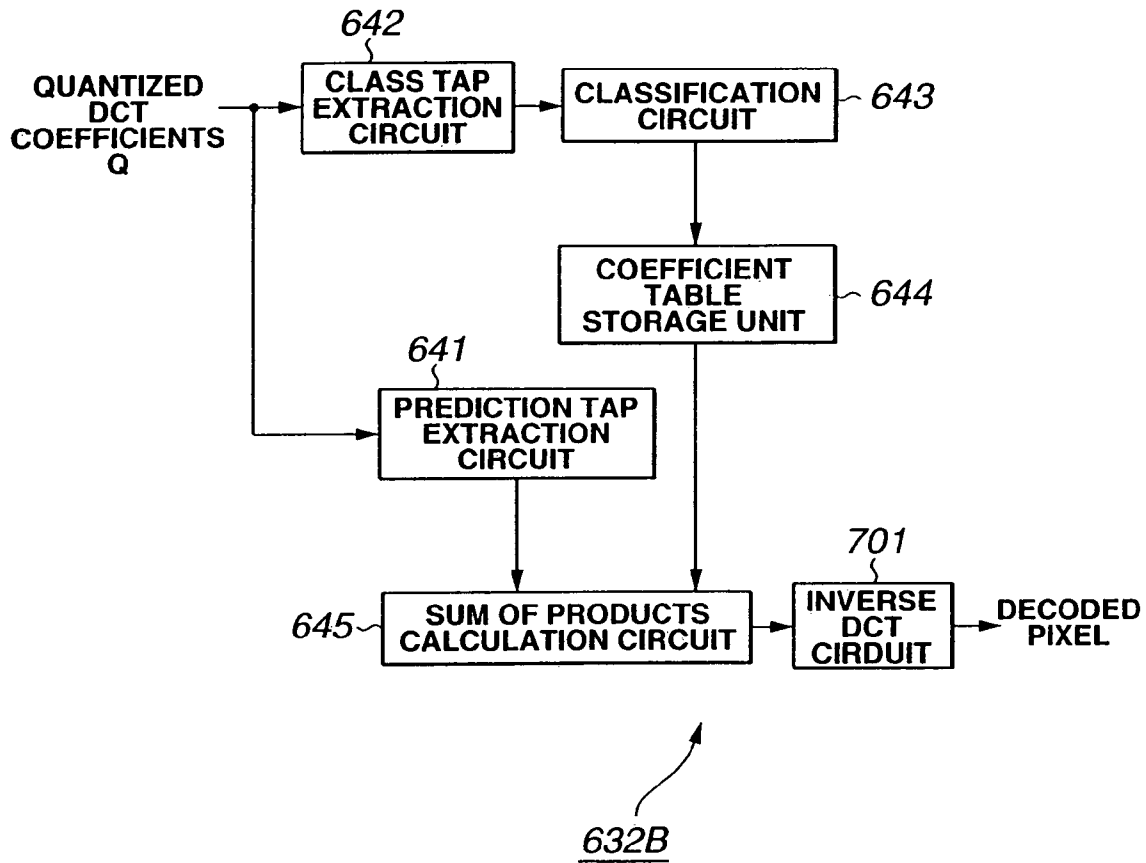 642
QUANTIZED
DCT
COEFFICIENTS
Q
CLASS TAP
EXTRACTION
CIRCUIT
CLASSIFICATION
CIRCUIT
643
COEFFICIENT
TABLE
STORAGE UNIT
644
641
PREDICTION TAP
EXTRACTION
CIRCUIT
645
SUM OF PRODUCTS
CALCULATION CIRCUIT
701
INVERSE
DCT
CIRDUIT
DECODED
PIXEL
632B